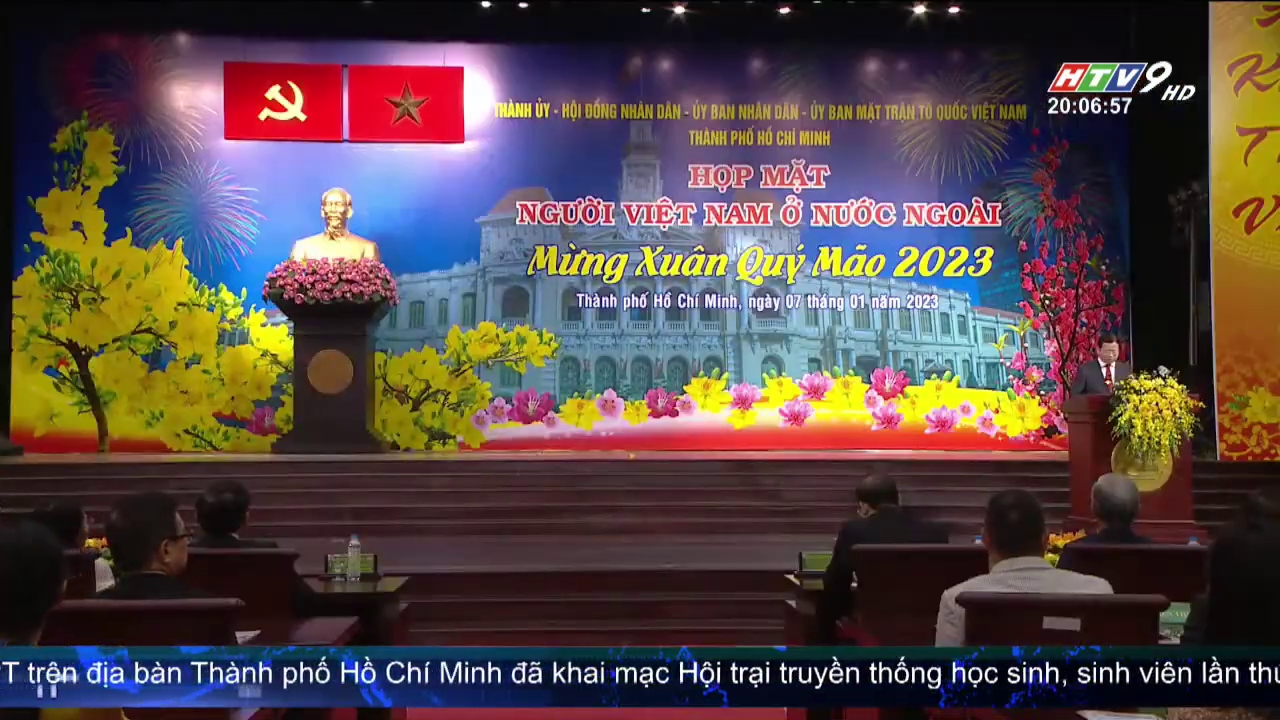 HTV9 HD
20:06:57
THÀNH ỦY - HỘI ĐỒNG NHÂN DÂN - ỦY BAN NHÂN DÂN - ỦY BAN MẶT TRẬN TỔ QUỐC VIỆT NAM
THÀNH PHỐ HỒ CHÍ MINH
HỌP MẶT
NGƯỜI VIỆT NAM Ở NƯỚC NGOÀI
Mừng Xuân Quý Mão 2023
Thành phố Hồ Chí Minh, ngày 07 tháng 01 năm 2023
PT trên địa bàn Thành phố Hồ Chí Minh đã khai mạc Hội trại truyền thống học sinh, sinh viên lần thứ